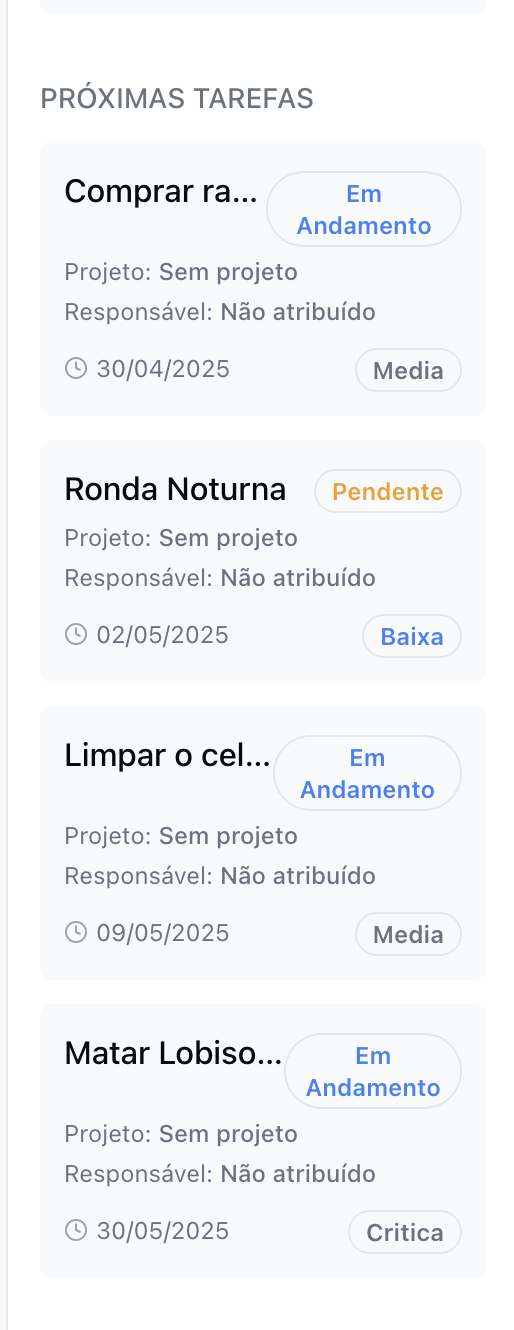 PRÓXIMAS TAREFAS
Comprar ra...
Em
Andamento
Projeto: Sem projeto
Responsável: Não atribuído
30/04/2025
Media
Ronda Noturna
Pendente
Projeto: Sem projeto
Responsável: Não atribuído
02/05/2025
Baixa
Limpar o cel...
Em
Andamento
Projeto: Sem projeto
Responsável: Não atribuído
09/05/2025
Media
Matar Lobiso...
Em
Andamento
Projeto: Sem projeto
Responsável: Não atribuído
30/05/2025
Critica